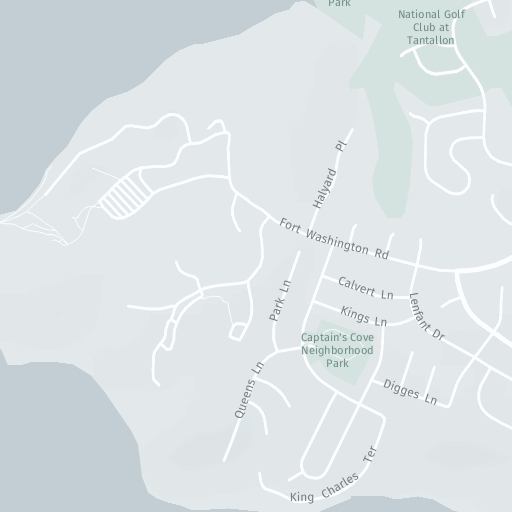 Park
National Golf
Club at
Tantallon
Halyard Pl
Fort Washington Rd
Calvert Ln
Park Ln
Kings Ln
Lenfant Dr
Captain's Cove
Neighborhood
Park
Queens Ln
Digges Ln
King Charles Ter